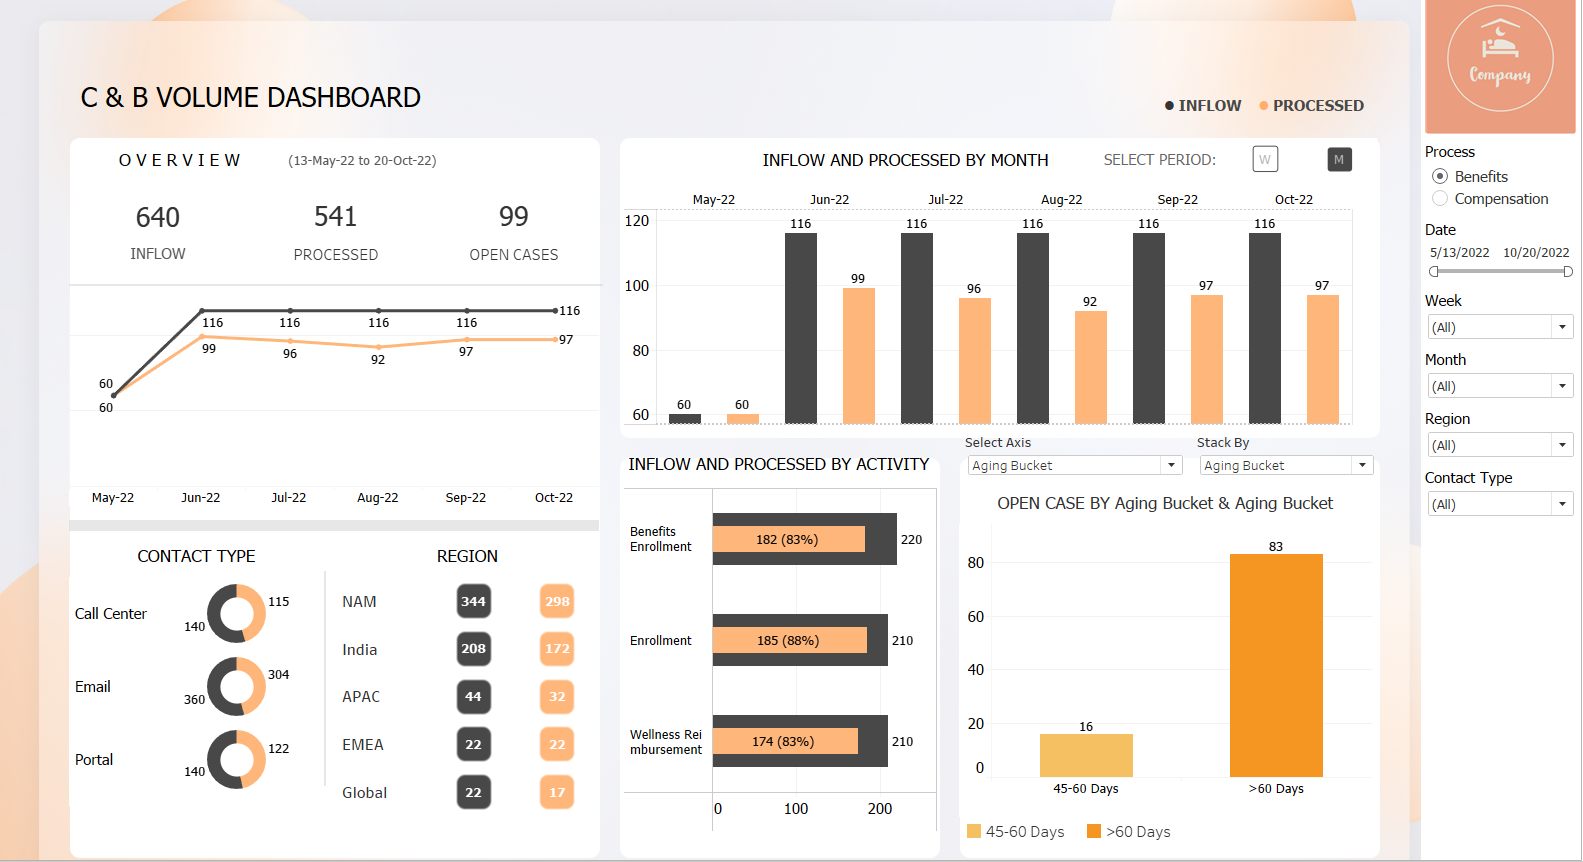 Company
C & B VOLUME DASHBOARD
INFLOW PROCESSED
OVERVIEW (13-May-22 to 20-Oct-22)
640 541 99
INFLOW PROCESSED OPEN CASES
116 116 116 116 116
99 96 92 97 97
60
60
May-22 Jun-22 Jul-22 Aug-22 Sep-22 Oct-22
CONTACT TYPE
Call Center 140 115
Email 360 304
Portal 140 122
REGION
NAM 344 298
India 208 172
APAC 44 32
EMEA 22 22
Global 22 17
INFLOW AND PROCESSED BY MONTH SELECT PERIOD: W M
May-22 Jun-22 Jul-22 Aug-22 Sep-22 Oct-22
120
100
80
60
60 60 116 99 116 96 116 92 116 97 116 97
INFLOW AND PROCESSED BY ACTIVITY
Benefits
Enrollment
182 (83%) 220
Enrollment 185 (88%) 210
Wellness Rei
mbursement
174 (83%) 210
0 100 200
Select Axis Stack By
Aging Bucket Aging Bucket
OPEN CASE BY Aging Bucket & Aging Bucket
80
60
40
20
0
16 83
45-60 Days >60 Days
45-60 Days >60 Days
Process
Benefits
Compensation
Date
5/13/2022 10/20/2022
Week
(All)
Month
(All)
Region
(All)
Contact Type
(All)